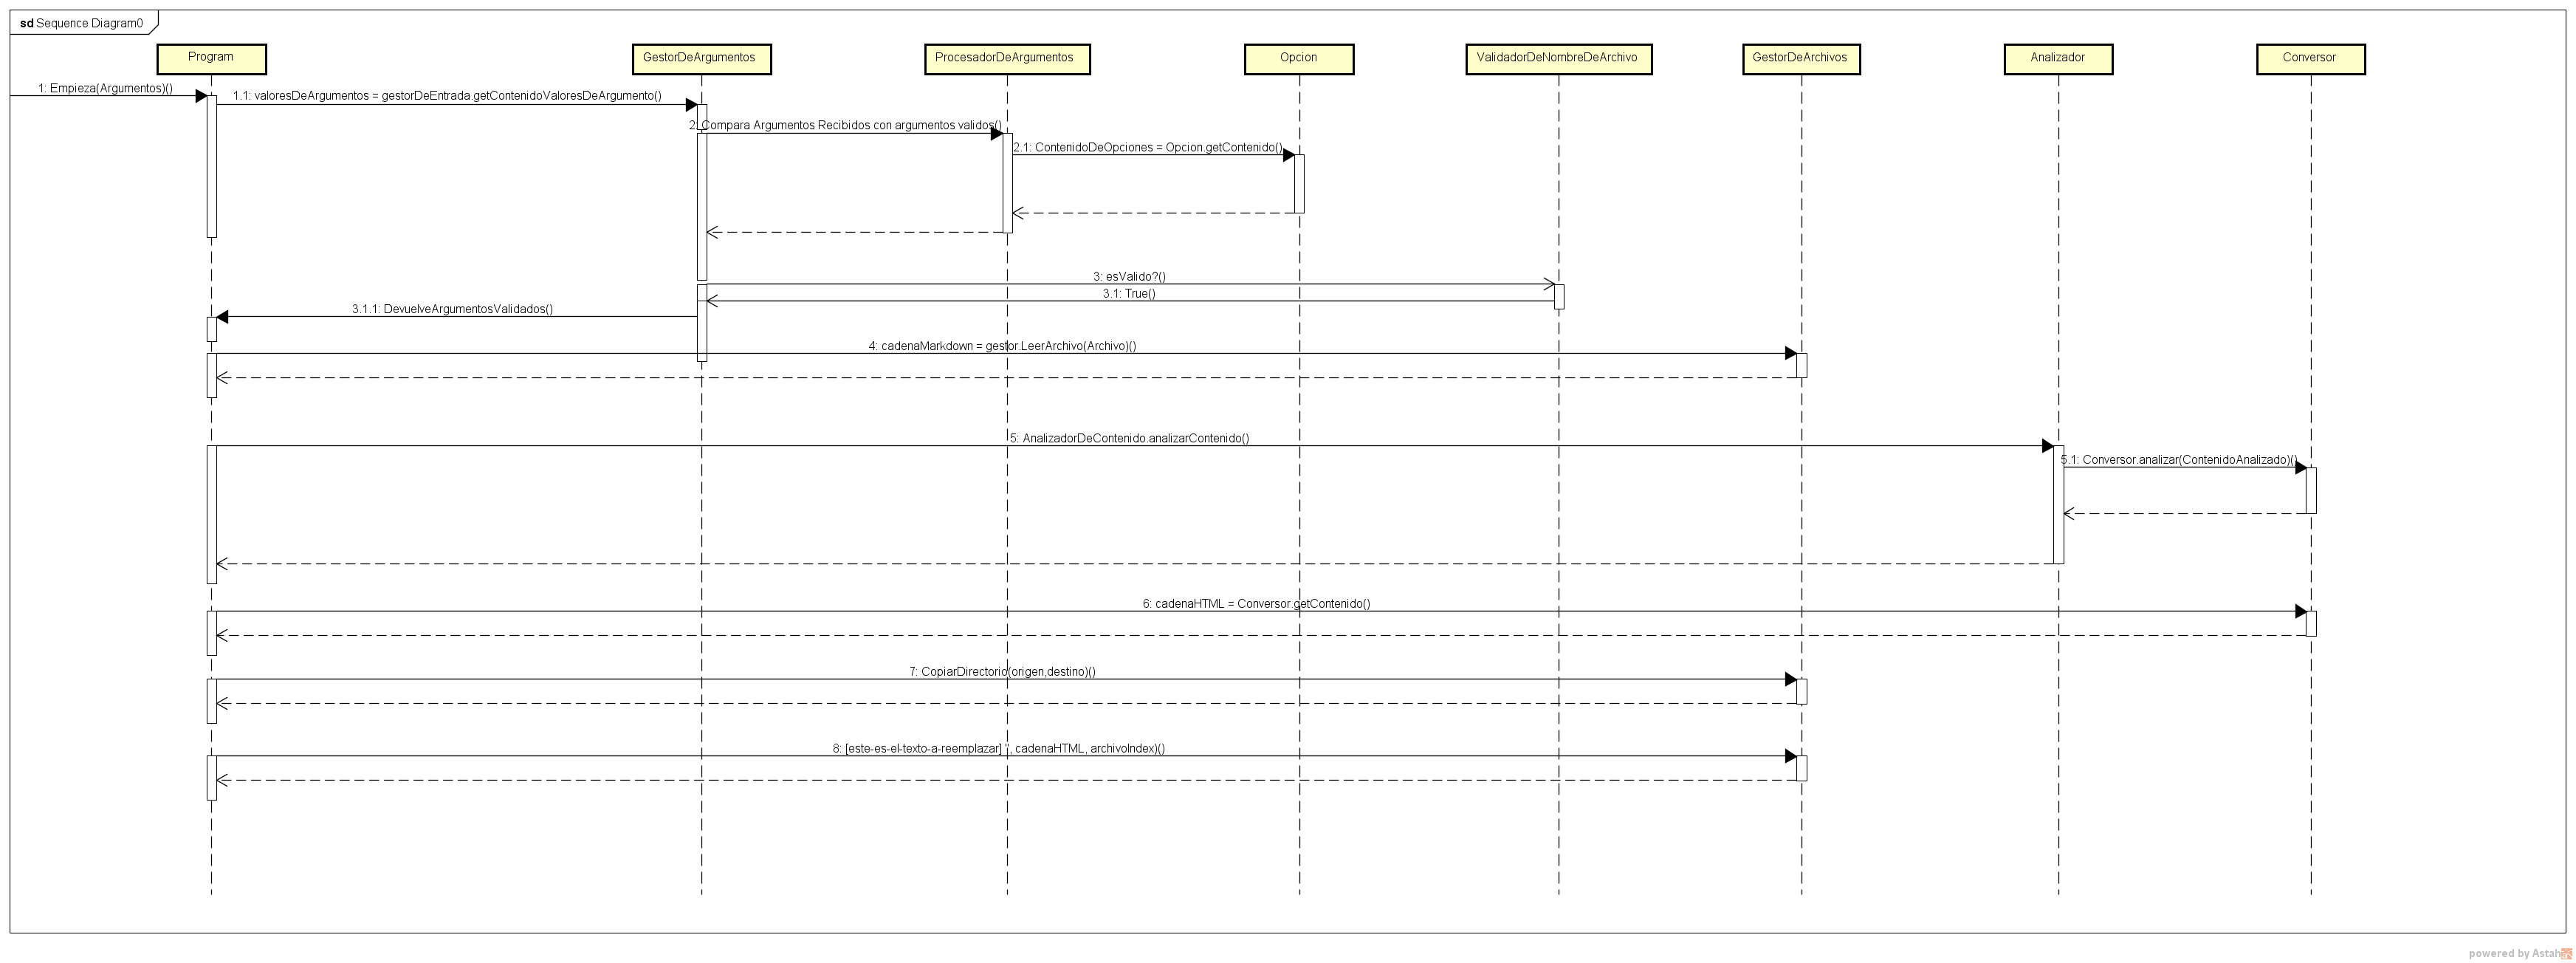 sd Sequence Diagram0
Program
GestorDeArgumentos
ProcesadorDeArgumentos
Opcion
ValidadorDeNombreDeArchivo
GestorDeArchivos
Analizador
Conversor
1: Empieza(Argumentos)()
1.1: valoresDeArgumentos = gestorDeEntrada.getContenidoValoresDeArgumento()
2: Compara Argumentos Recibidos con argumentos validos()
2.1: ContenidoDeOpciones = Opcion.getContenido()
3: esValido?()
3.1: True()
3.1.1: DevuelveArgumentosValidados()
4: cadenaMarkdown = gestor.LeerArchivo(Archivo)()
5: AnalizadorDeContenido.analizarContenido()
5.1: Conversor.analizar(ContenidoAnalizado)()
6: cadenaHTML = Conversor.getContenido()
7: CopiarDirectorio(origen,destino)()
8: [este-es-el-texto-a-reemplazar] ", cadenaHTML, archivoIndex)()
powered by Astah